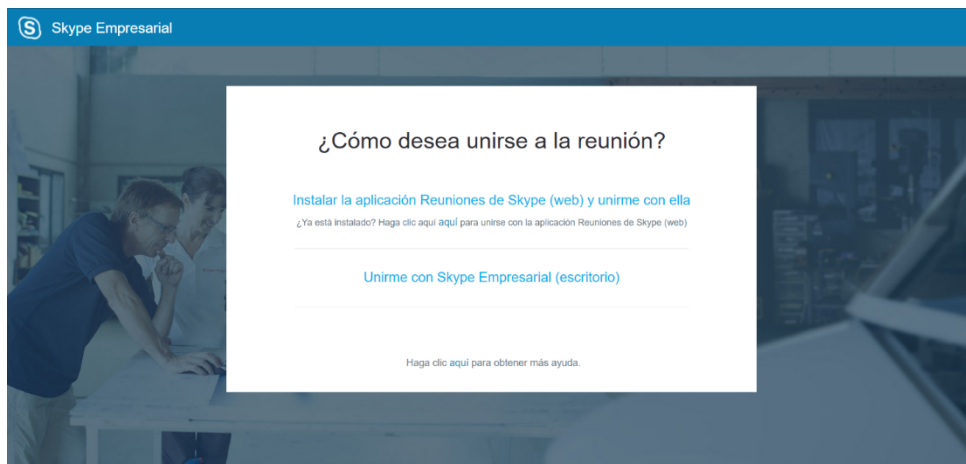 Skype Empresarial
¿Cómo desea unirse a la reunión?
Instalar la aplicación Reuniones de Skype (web) y unirme con ella
¿Ya está instalado? Haga clic aquí aquí para unirse con la aplicación Reuniones de Skype (web)
Unirme con Skype Empresarial (escritorio)
Haga clic aquí para obtener más ayuda.